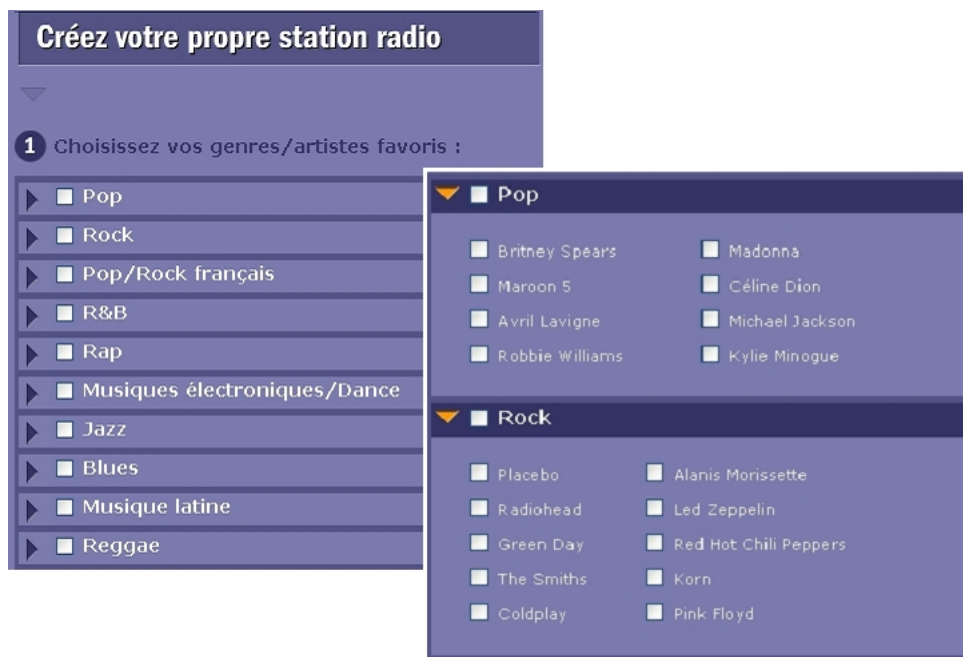 Créez votre propre station radio
1 Choisissez vos genres/artistes favoris :
Pop
Rock
Pop/Rock français
R&B
Rap
Musiques électroniques/Dance
Jazz
Blues
Musique latine
Reggae
Pop
Britney Spears Madonna
Maroon 5 Céline Dion
Avril Lavigne Michael Jackson
Robbie Williams Kylie Minogue
Rock
Placebo Alanis Morissette
Radiohead Led Zeppelin
Green Day Red Hot Chili Peppers
The Smiths Korn
Coldplay Pink Floyd